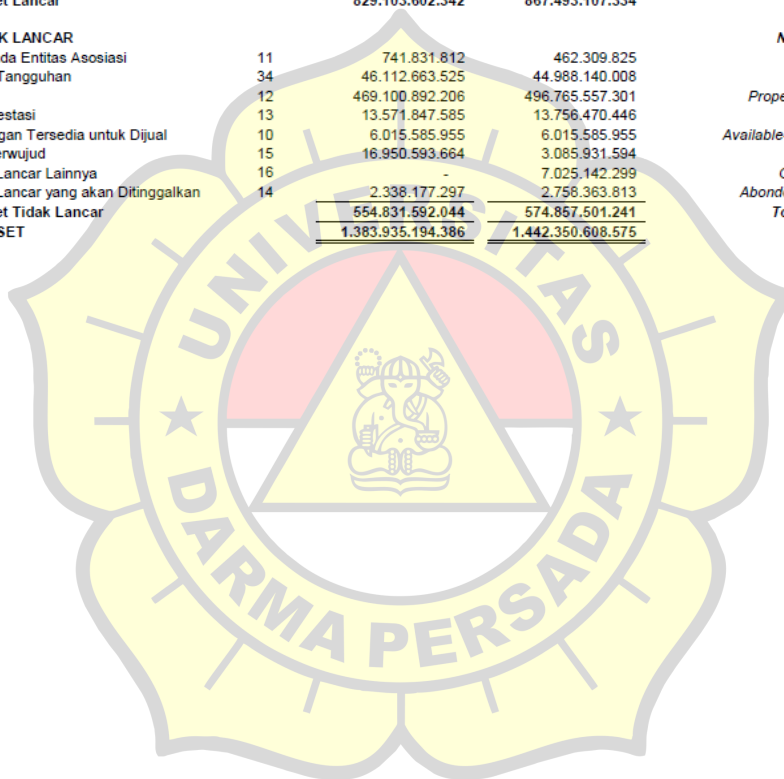 et Lancar 829.103.602.342 867.493.107.334
K LANCAR N
da Entitas Asosiasi 11 741.831.812 462.309.825
Tangguhan 34 46.112.663.525 44.988.140.008
12 469.100.892.206 496.765.557.301 Prope
estasi 13 13.571.847.585 13.756.470.446
gan Tersedia untuk Dijual 10 6.015.585.955 6.015.585.955 Available
erwujud 15 16.950.593.664 3.085.931.594
Lancar Lainnya 16 - 7.025.142.299
Lancar yang akan Ditinggalkan 14 2.338.177.297 2.758.363.813 Abond
et Tidak Lancar 554.831.592.044 574.857.501.241 To
SET 1.383.935.194.386 1.442.350.608.575
UNIVERSITAS
DARMA PERSADA